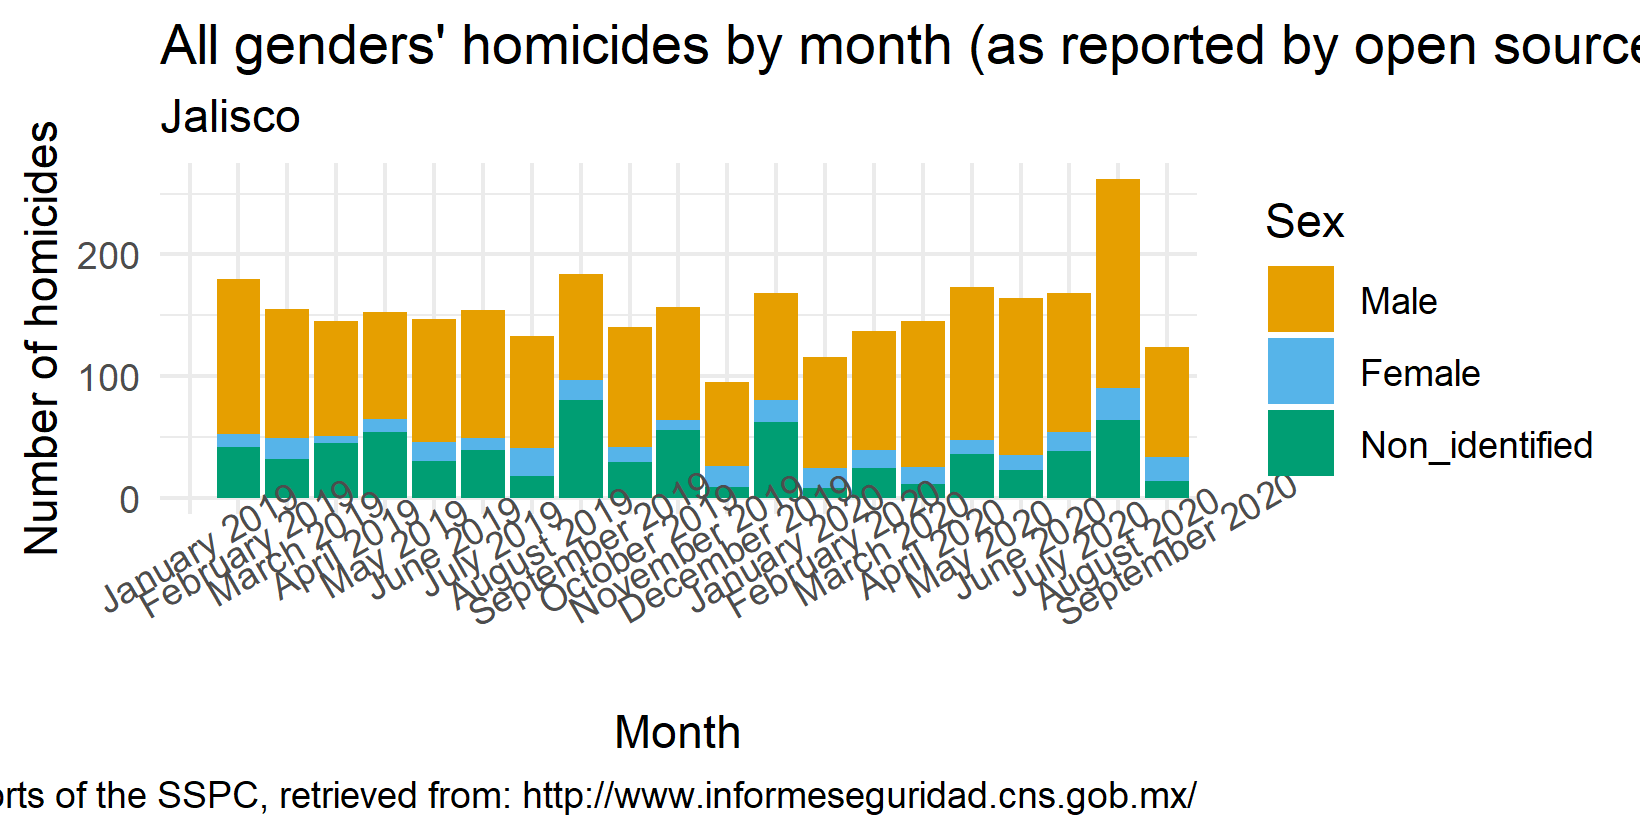 All genders' homicides by month (as reported by open source
Jalisco
Number of homicides
200
100
0
Sex
Male
Female
Non_identified
January 2019
February 2019
March 2019
April 2019
May 2019
June 2019
July 2019
August 2019
September 2019
October 2019
November 2019
December 2019
January 2020
February 2020
March 2020
April 2020
May 2020
June 2020
July 2020
August 2020
September 2020
Month
orts of the SSPC, retrieved from: http://www.informeseguridad.cns.gob.mx/